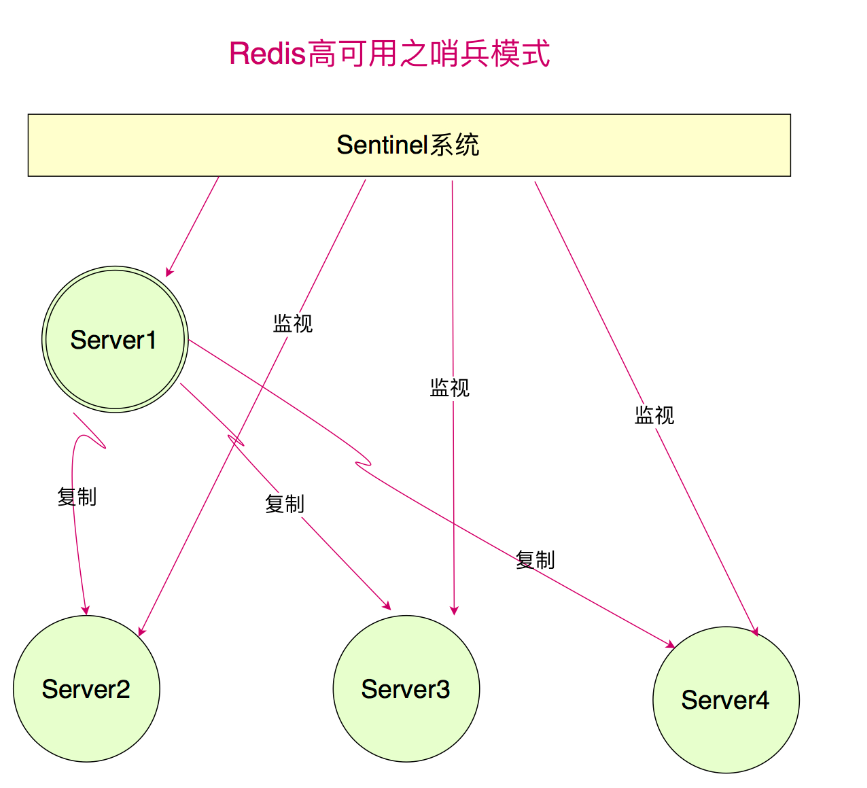 Redis高可用之哨兵模式
Sentinel系统
监视
Server1
监视
监视
复制
复制
复制
Server2
Server3
Server4